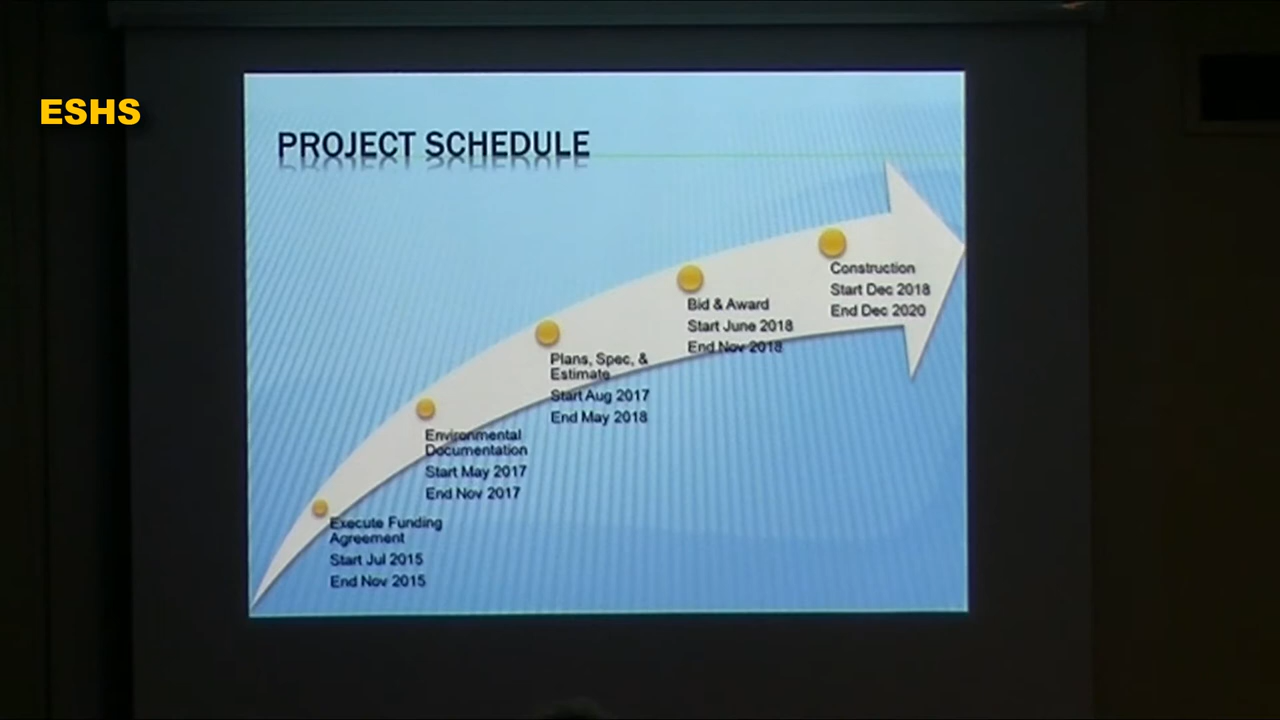 ESHS
PROJECT SCHEDULE
Construction
Start Dec 2018
End Dec 2020
Bid & Award
Start June 2018
End Nov 2018
Plans, Spec, &
Estimate
Start Aug 2017
End May 2018
Environmental
Documentation
Start May 2017
End Nov 2017
Execute Funding
Agreement
Start Jul 2015
End Nov 2015